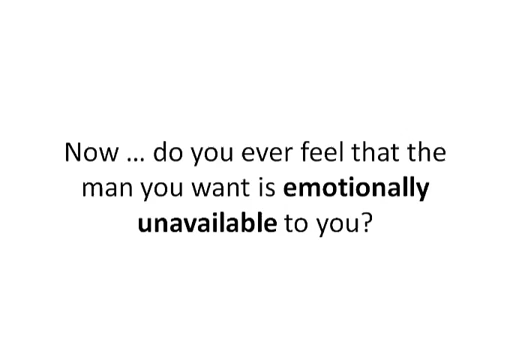 Now ... do you ever feel that the
man you want is emotionally
unavailable to you?